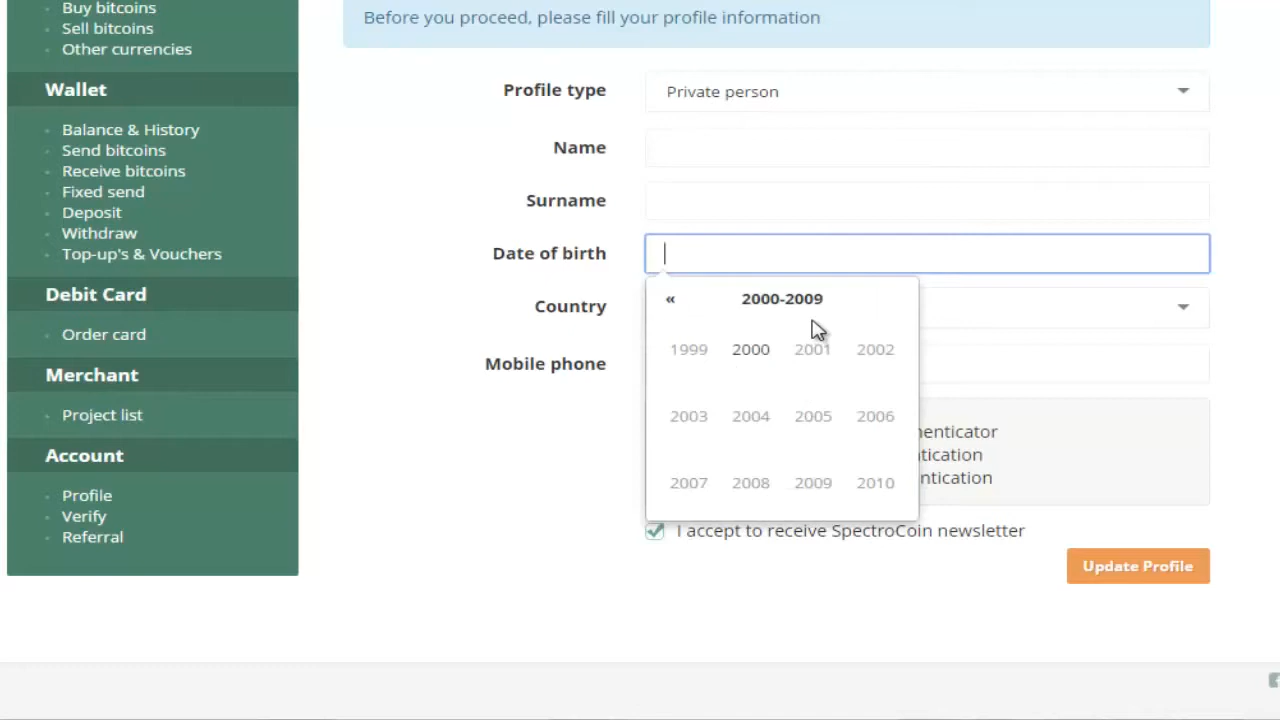 Buy bitcoins
Sell bitcoins
Other currencies
Wallet
Balance & History
Send bitcoins
Receive bitcoins
Fixed send
Deposit
Withdraw
Top-up's & Vouchers
Debit Card
Order card
Merchant
Project list
Account
Profile
Verify
Referral
Before you proceed, please fill your profile information
Profile type Private person
Name
Surname
Date of birth
« 2000-2009
1999 2000 2001 2002
2003 2004 2005 2006
2007 2008 2009 2010
Country
Mobile phone
I accept to receive SpectroCoin newsletter
Update Profile